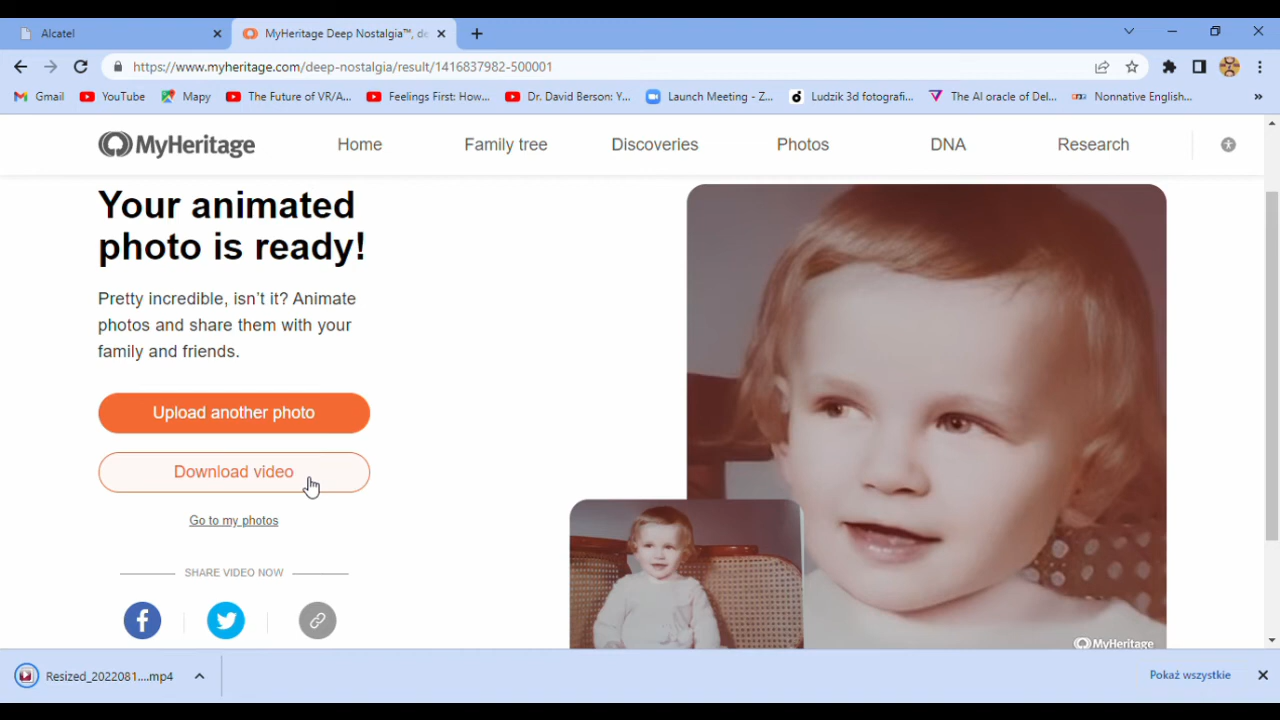 Alcatel
MyHeritage Deep Nostalgia™, de
https://www.myheritage.com/deep-nostalgia/result/1416837982-500001
Gmail
YouTube
Mapy
The Future of VR/A...
Feelings First: How...
Dr. David Berson: Y...
Launch Meeting - Z...
Ludzik 3d fotografi...
The AI oracle of Del...
Nonnative English...
»
MyHeritage
Home
Family tree
Discoveries
Photos
DNA
Research
Your animated
photo is ready!
Pretty incredible, isn't it? Animate
photos and share them with your
family and friends.
Upload another photo
Download video
Go to my photos
SHARE VIDEO NOW
MyHeritage
Resized_2022081....mp4
Pokaż wszystkie